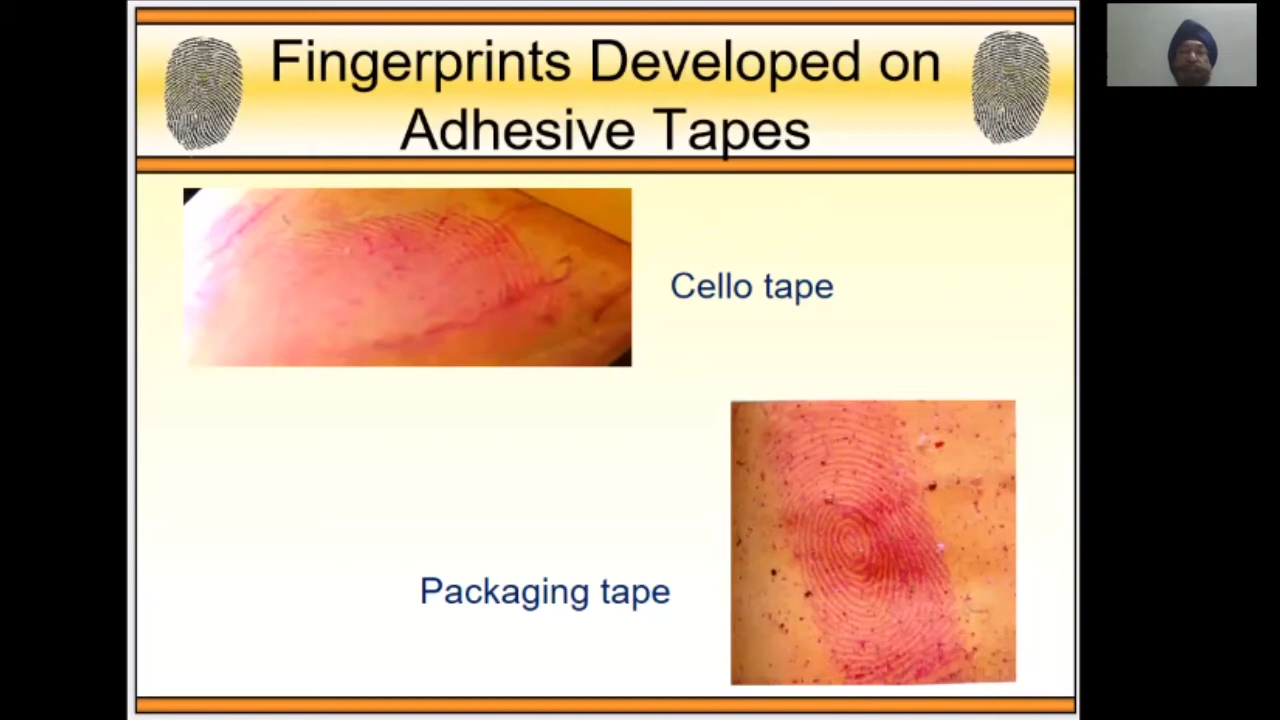 Fingerprints Developed on
Adhesive Tapes
Cello tape
Packaging tape